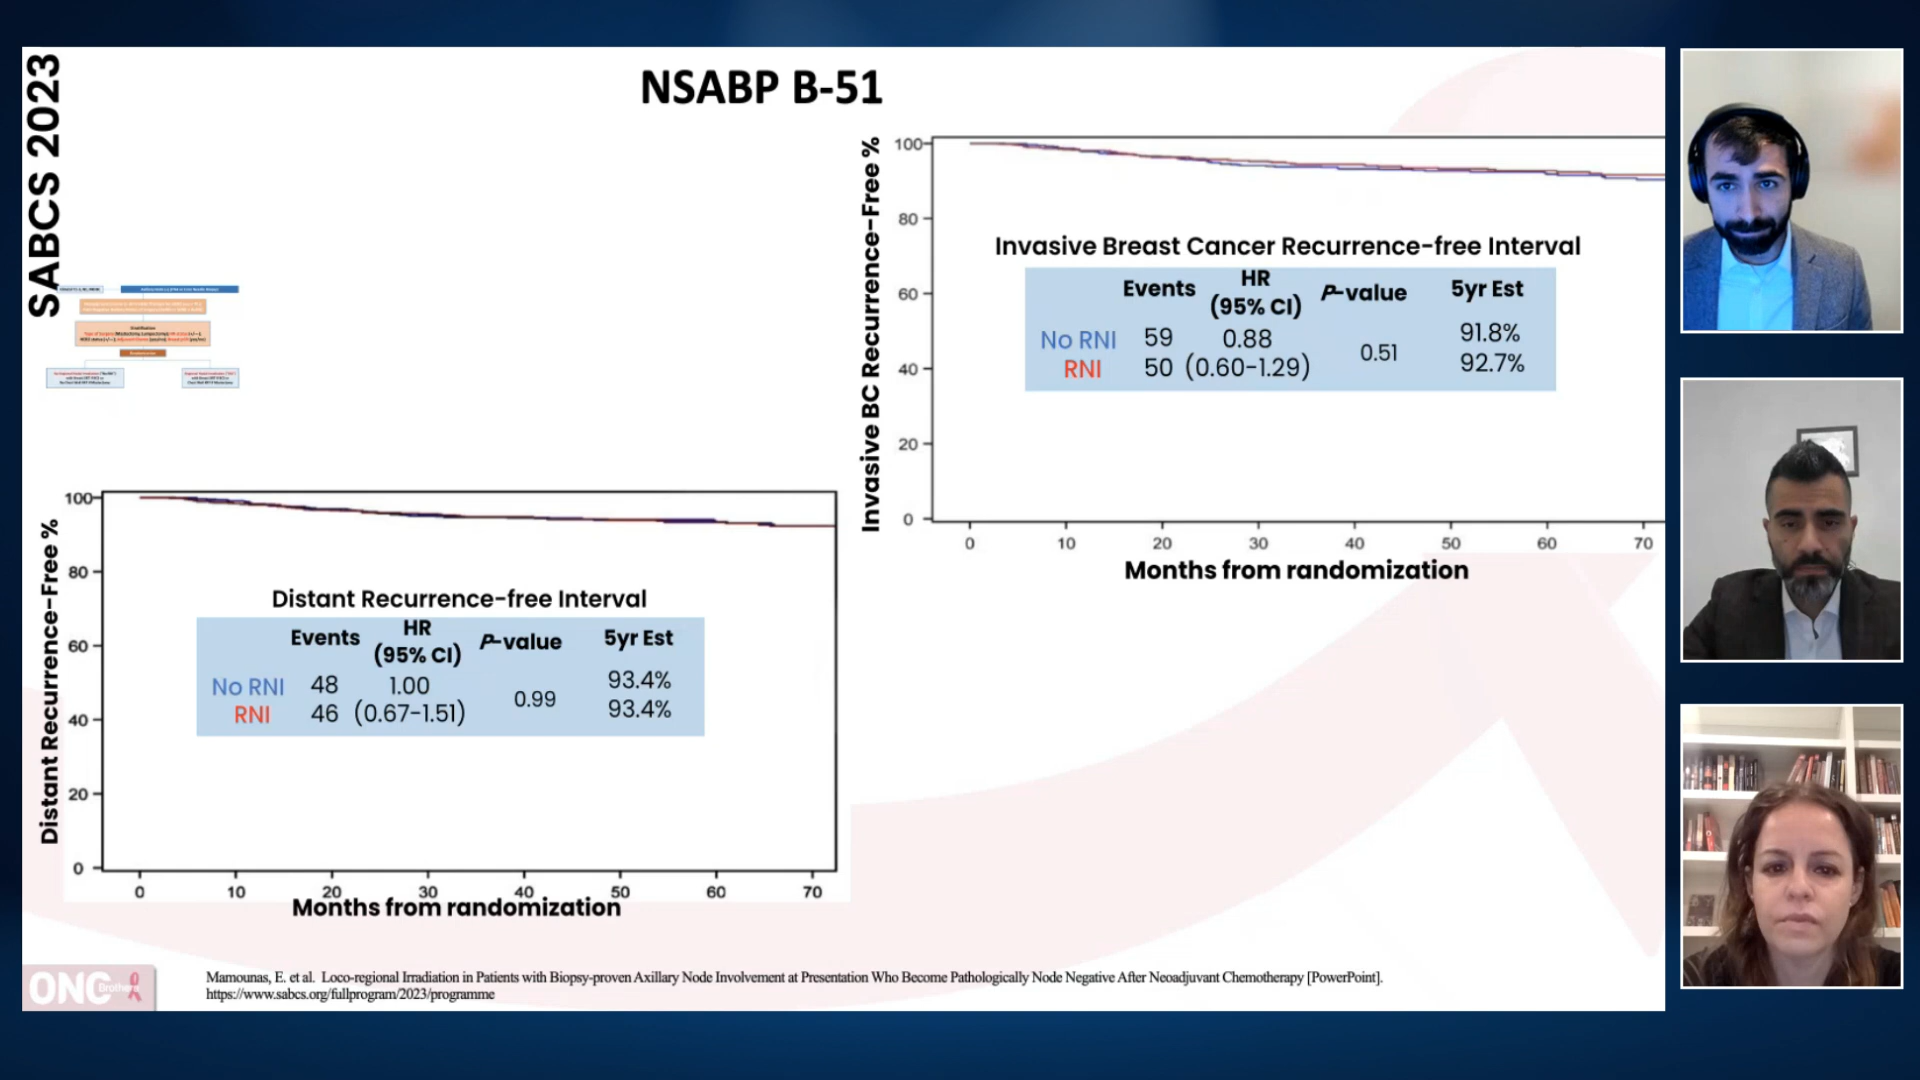 SABCS 2023
NSABP B-51
Stratification
Invasive BC Recurrence-Free %
100
80
60
40
20
0
Invasive Breast Cancer Recurrence-free Interval
Events HR (95% CI) P-value 5yr Est
No RNI 59 0.88 91.8%
0.51
RNI 50 (0.60-1.29) 92.7%
0 10 20 30 40 50 60 70
Months from randomization
Distant Recurrence-Free %
100
80
60
40
20
0
Distant Recurrence-free Interval
Events HR (95% CI) P-value 5yr Est
No RNI 48 1.00 93.4%
0.99
RNI 46 (0.67-1.51) 93.4%
0 10 20 30 40 50 60 70
Months from randomization
ONC Brothers
Mamounas, E. et al. Loco-regional Irradiation in Patients with Biopsy-proven Axillary Node Involvement at Presentation Who Become Pathologically Node Negative After Neoadjuvant Chemotherapy [PowerPoint].
https://www.sabcs.org/fullprogram/2023/programme